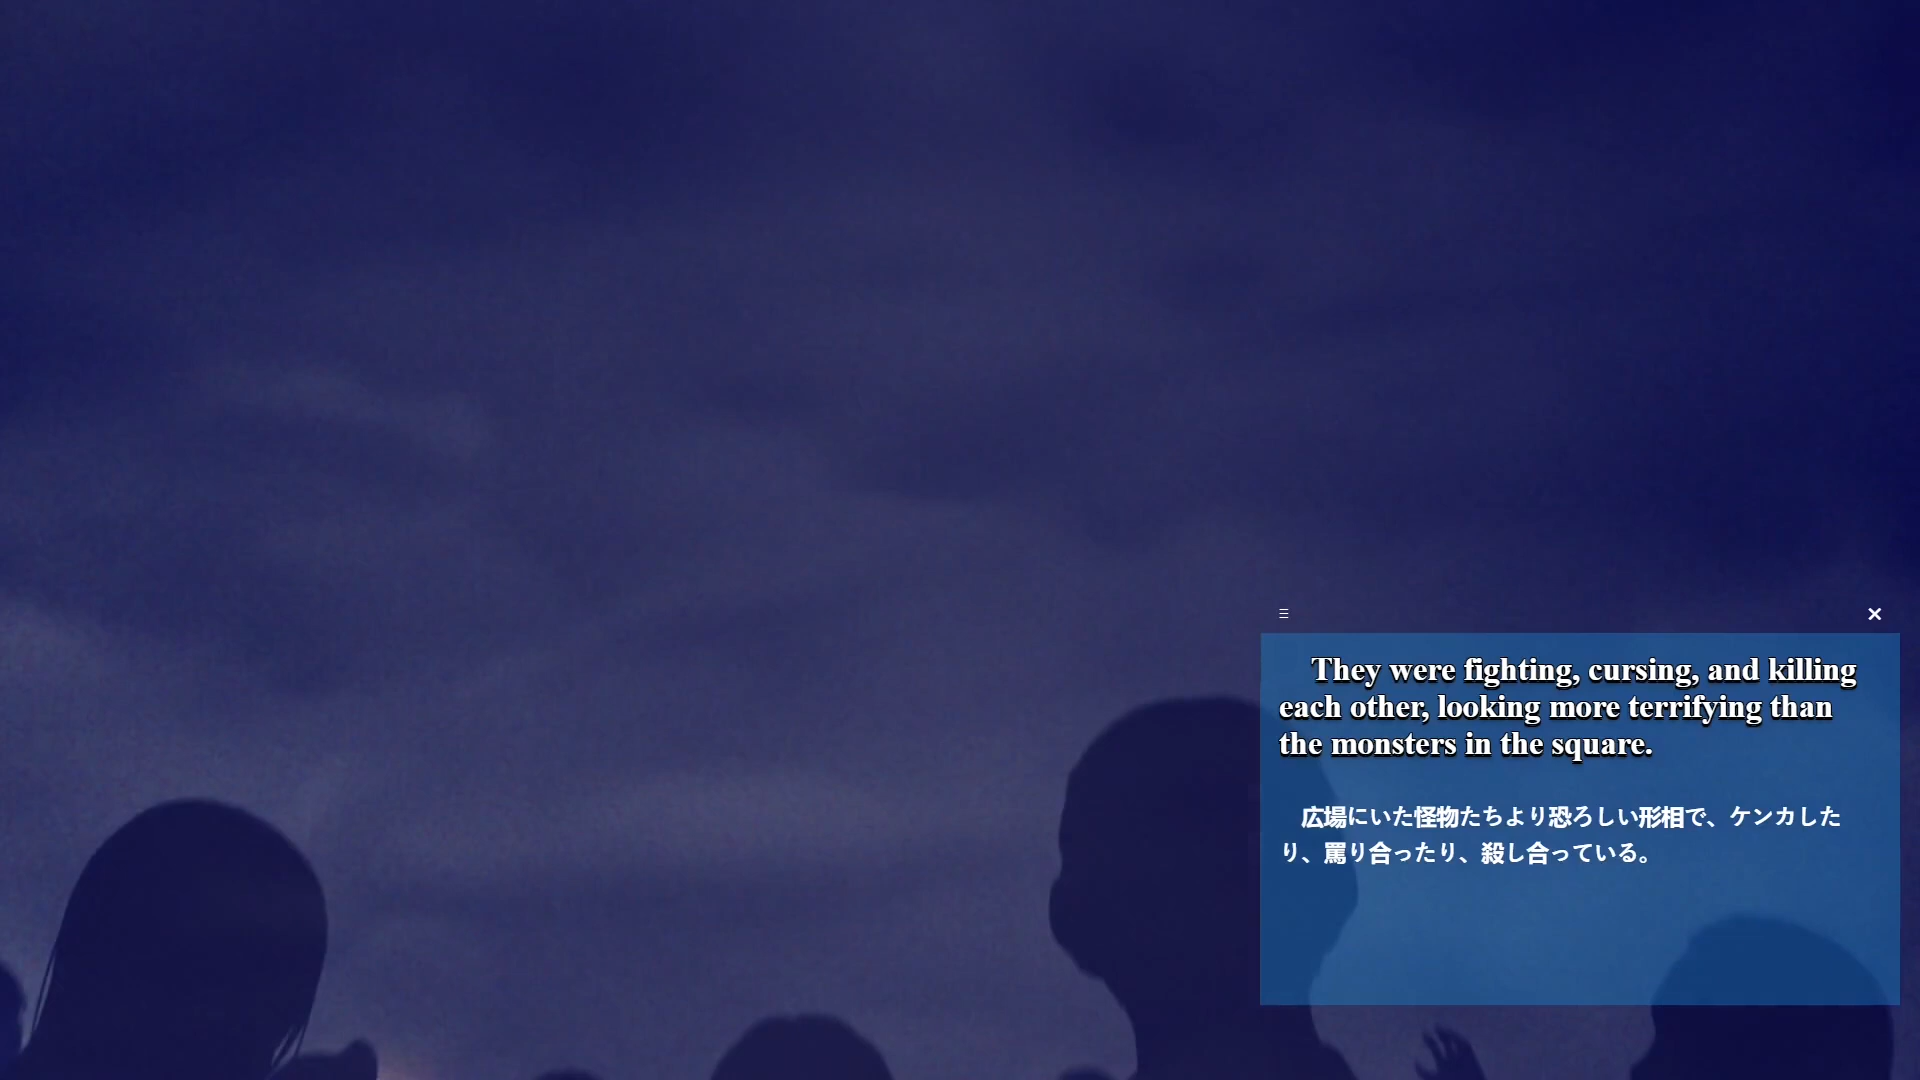 They were fighting, cursing, and killing
each other, looking more terrifying than
the monsters in the square.
広場にいた怪物たちより恐ろしい形相で、ケンカした
り、罵り合ったり、殺し合っている。